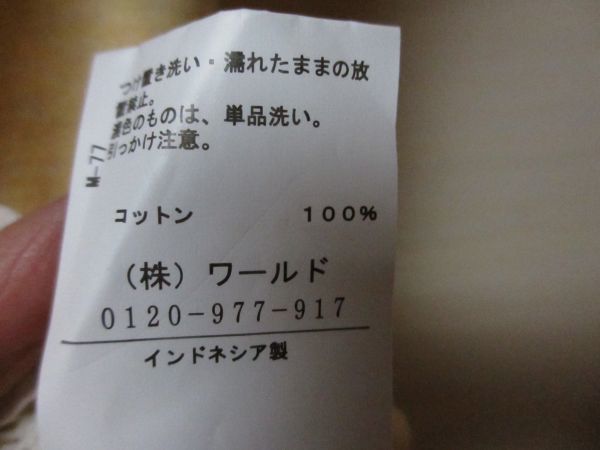 つけ置き洗い・濡れたままの放
置禁止。
濃色のものは、単品洗い。
引っかけ注意。
M-77
コットン 100%
（株）ワールド
0120-977-917
インドネシア製